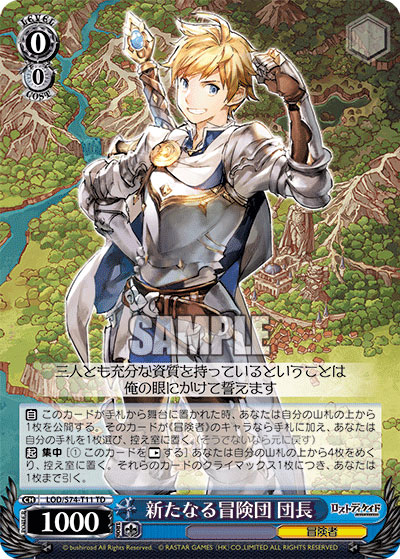 LEVEL
0
0
COST
SAMPLE
三人とも充分な資質を持っているということは
俺の眼にかけて誓えます
自 このカードが手札から舞台に置かれた時、あなたは自分の山札の上から
1枚を公開する。そのカードが《冒険者》のキャラなら手札に加え、あなたは
自分の手札を1枚選び、控え室に置く。(そうでないなら元に戻す)
起 集中 [① このカードをする] あなたは自分の山札の上から4枚をめく
り、控え室に置く。それらのカードのクライマックス1枚につき、あなたは
1枚まで引く。
CH LOD/S74-T11 TD
新たなる冒険団 団長
ロストディケイド
POWER
1000
冒険者
© bushiroad All Rights Reserved. © RASTAR GAMES (HK) CO.,LIMITED ALL RIGHTS RESERVED